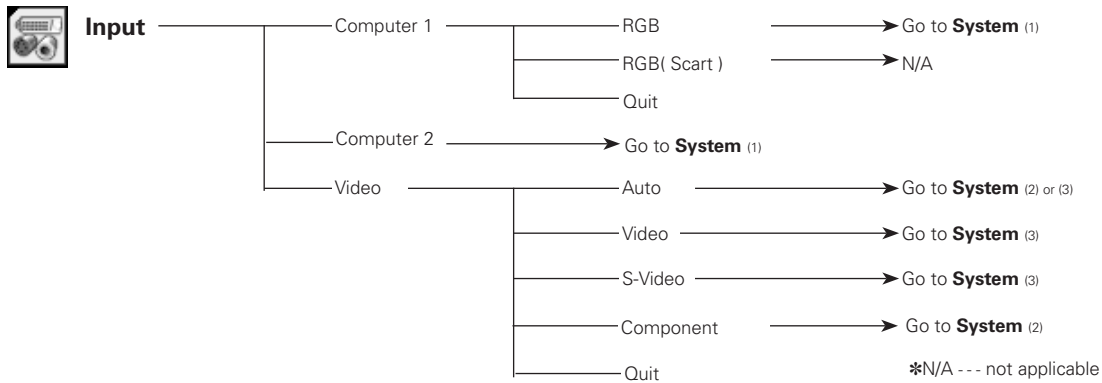 Input Computer 1 RGB Go to System (1)
RGB( Scart ) N/A
Quit
Computer 2 Go to System (1)
Video Auto Go to System (2) or (3)
Video Go to System (3)
S-Video Go to System (3)
Component Go to System (2)
Quit
✽N/A - - - not applicable